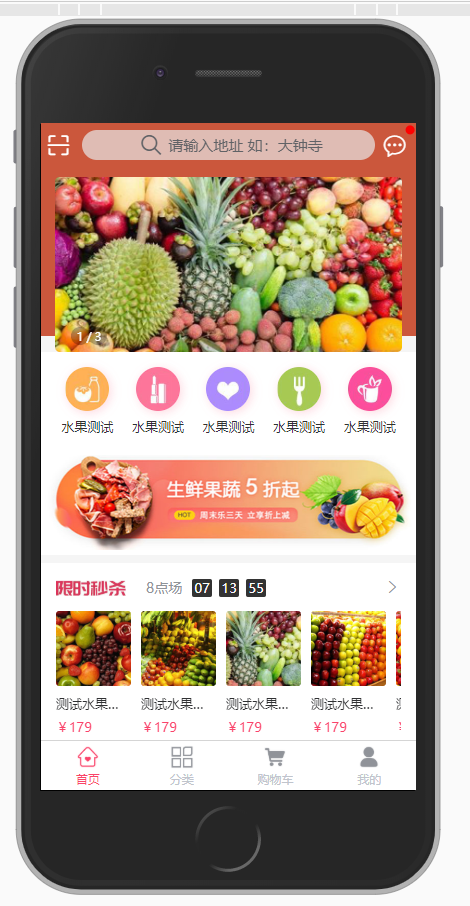 请输入地址 如：大钟寺
1 / 3
水果测试 水果测试 水果测试 水果测试 水果测试
生鲜果蔬 5 折起
HOT 周末乐三天 立享折上减
限时秒杀 8点场 07 13 55
测试水果... 测试水果... 测试水果... 测试水果...
￥179 ￥179 ￥179 ￥179
首页 分类 购物车 我的